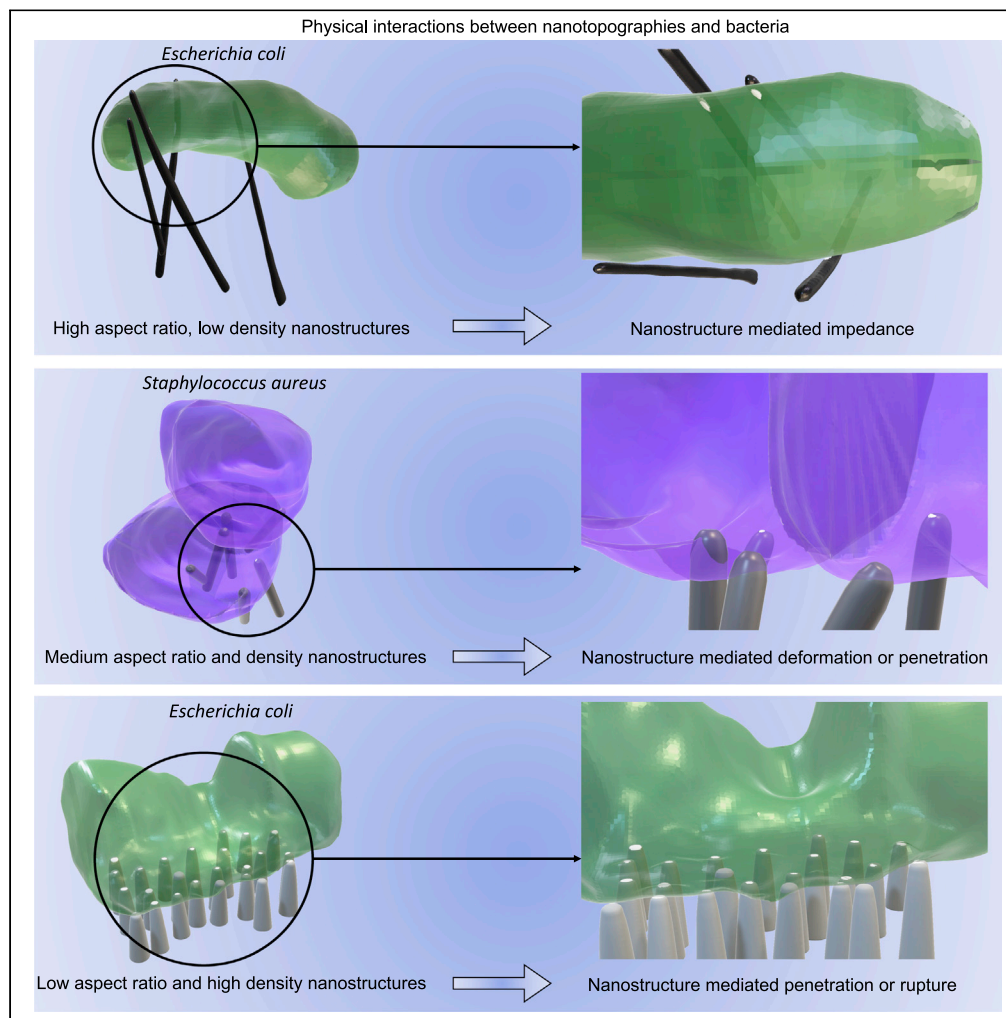 Physical interactions between nanotopographies and bacteria
Escherichia coli
High aspect ratio, low density nanostructures
Nanostructure mediated impedance
Staphylococcus aureus
Medium aspect ratio and density nanostructures
Nanostructure mediated deformation or penetration
Escherichia coli
Low aspect ratio and high density nanostructures
Nanostructure mediated penetration or rupture